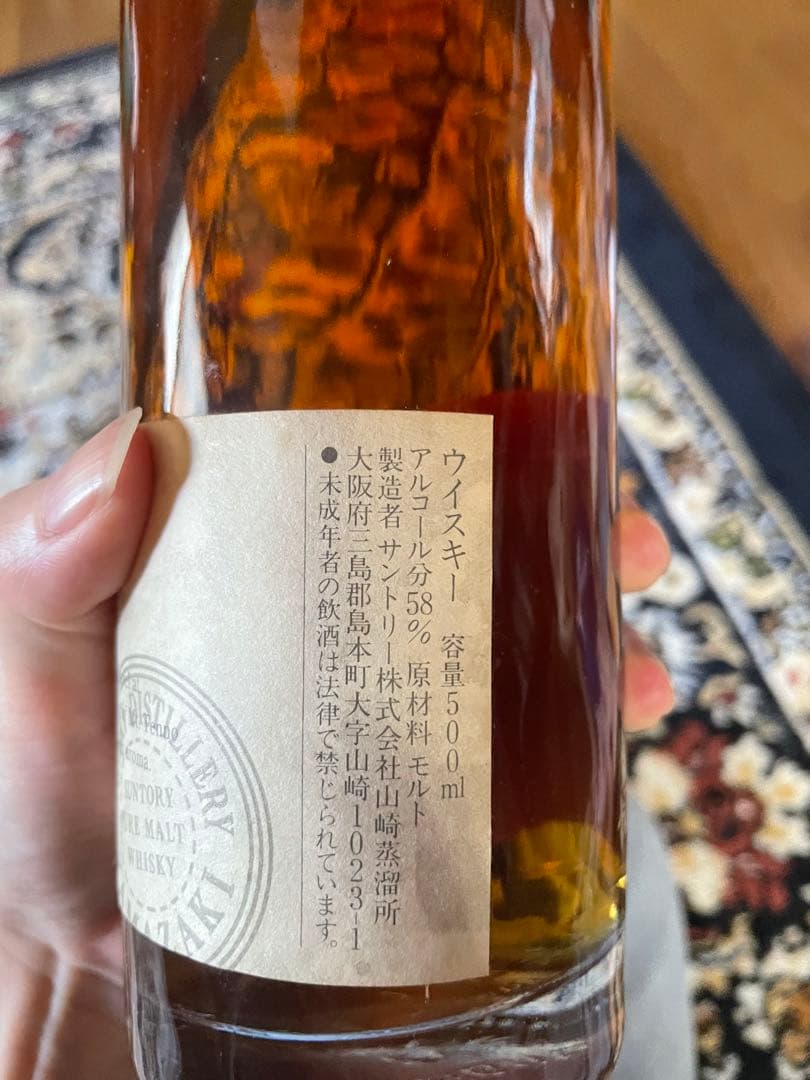 ウイスキー 容量500ml
アルコール分58% 原材料 モルト
製造者 サントリー株式会社山崎蒸溜所
大阪府三島郡島本町大字山崎1023-1
●未成年者の飲酒は法律で禁じられています。
DISTILLERY
Tenno
aroma.
SUNTORY
PURE MALT
WHISKY
YAMAZAKI